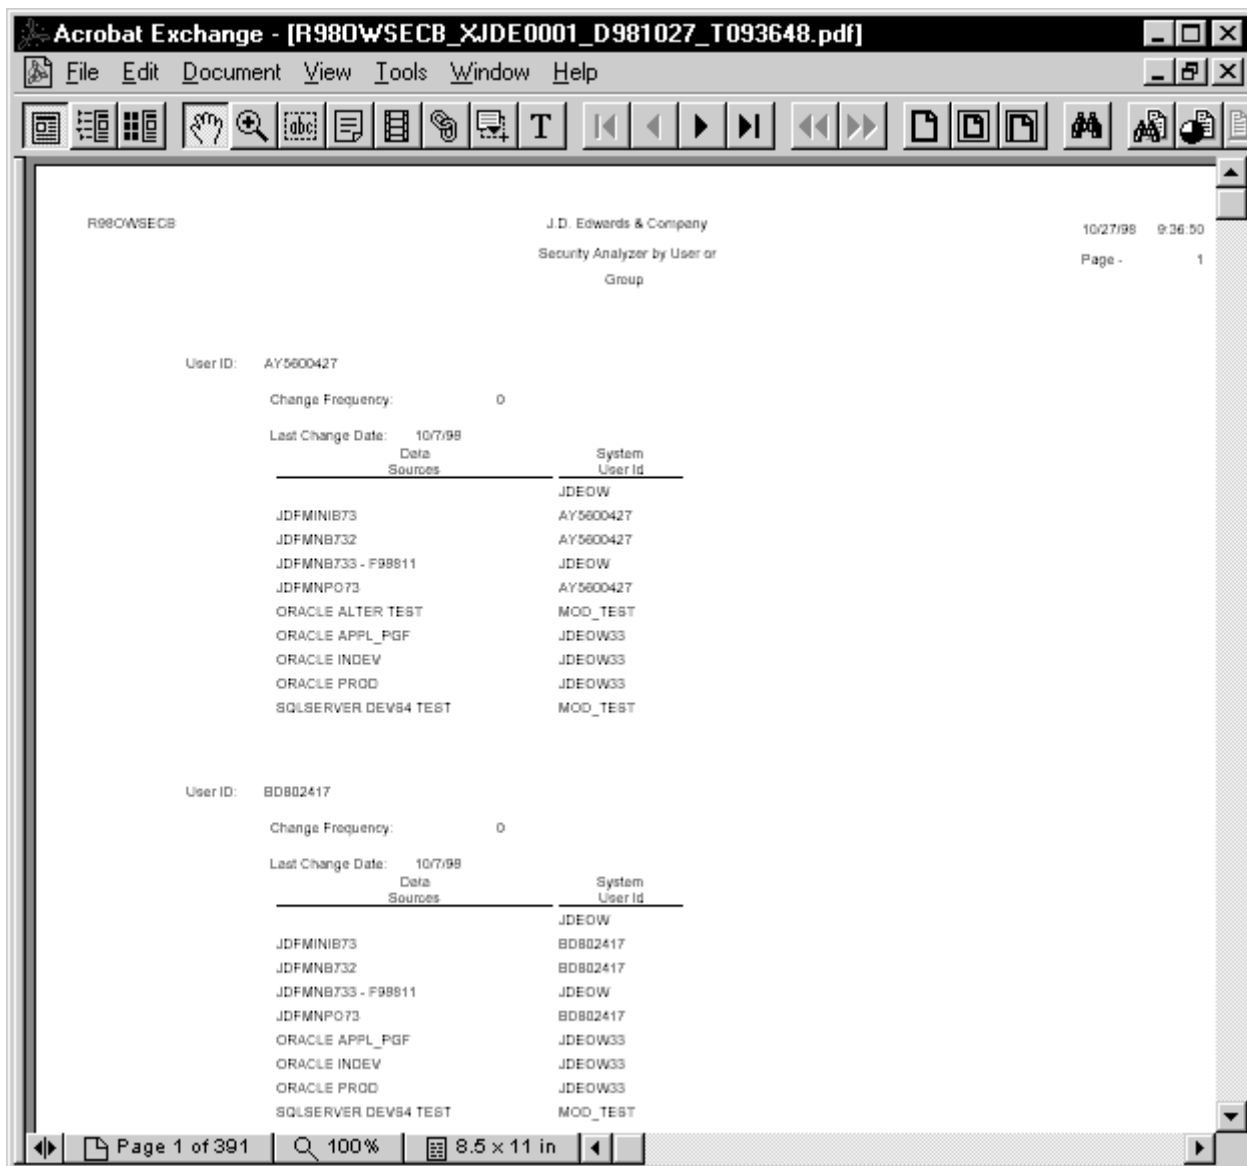 Acrobat Exchange - [R98OWSECB_XJDE0001_D981027_T093648.pdf]
File Edit Document View Tools Window Help
abc T
R98OWSECB J.D. Edwards & Company 10/27/98 9:36:50
Security Analyzer by User or
Page - 1
Group
User ID: AY5600427
Change Frequency: 0
Last Change Date: 10/7/98
Data System
Sources User Id
JDEOW
JDFMINIB73 AY5600427
JDFMNB732 AY5600427
JDFMNB733 - F98811 JDEOW
JDFMNPO73 AY5600427
ORACLE ALTER TEST MOD_TEST
ORACLE APPL_PGF JDEOW33
ORACLE INDEV JDEOW33
ORACLE PROD JDEOW33
SQLSERVER DEVS4 TEST MOD_TEST
User ID: BD802417
Change Frequency: 0
Last Change Date: 10/7/98
Data System
Sources User Id
JDEOW
JDFMINIB73 BD802417
JDFMNB732 BD802417
JDFMNB733 - F98811 JDEOW
JDFMNPO73 BD802417
ORACLE APPL_PGF JDEOW33
ORACLE INDEV JDEOW33
ORACLE PROD JDEOW33
SQLSERVER DEVS4 TEST MOD_TEST
Page 1 of 391 100% 8.5 x 11 in